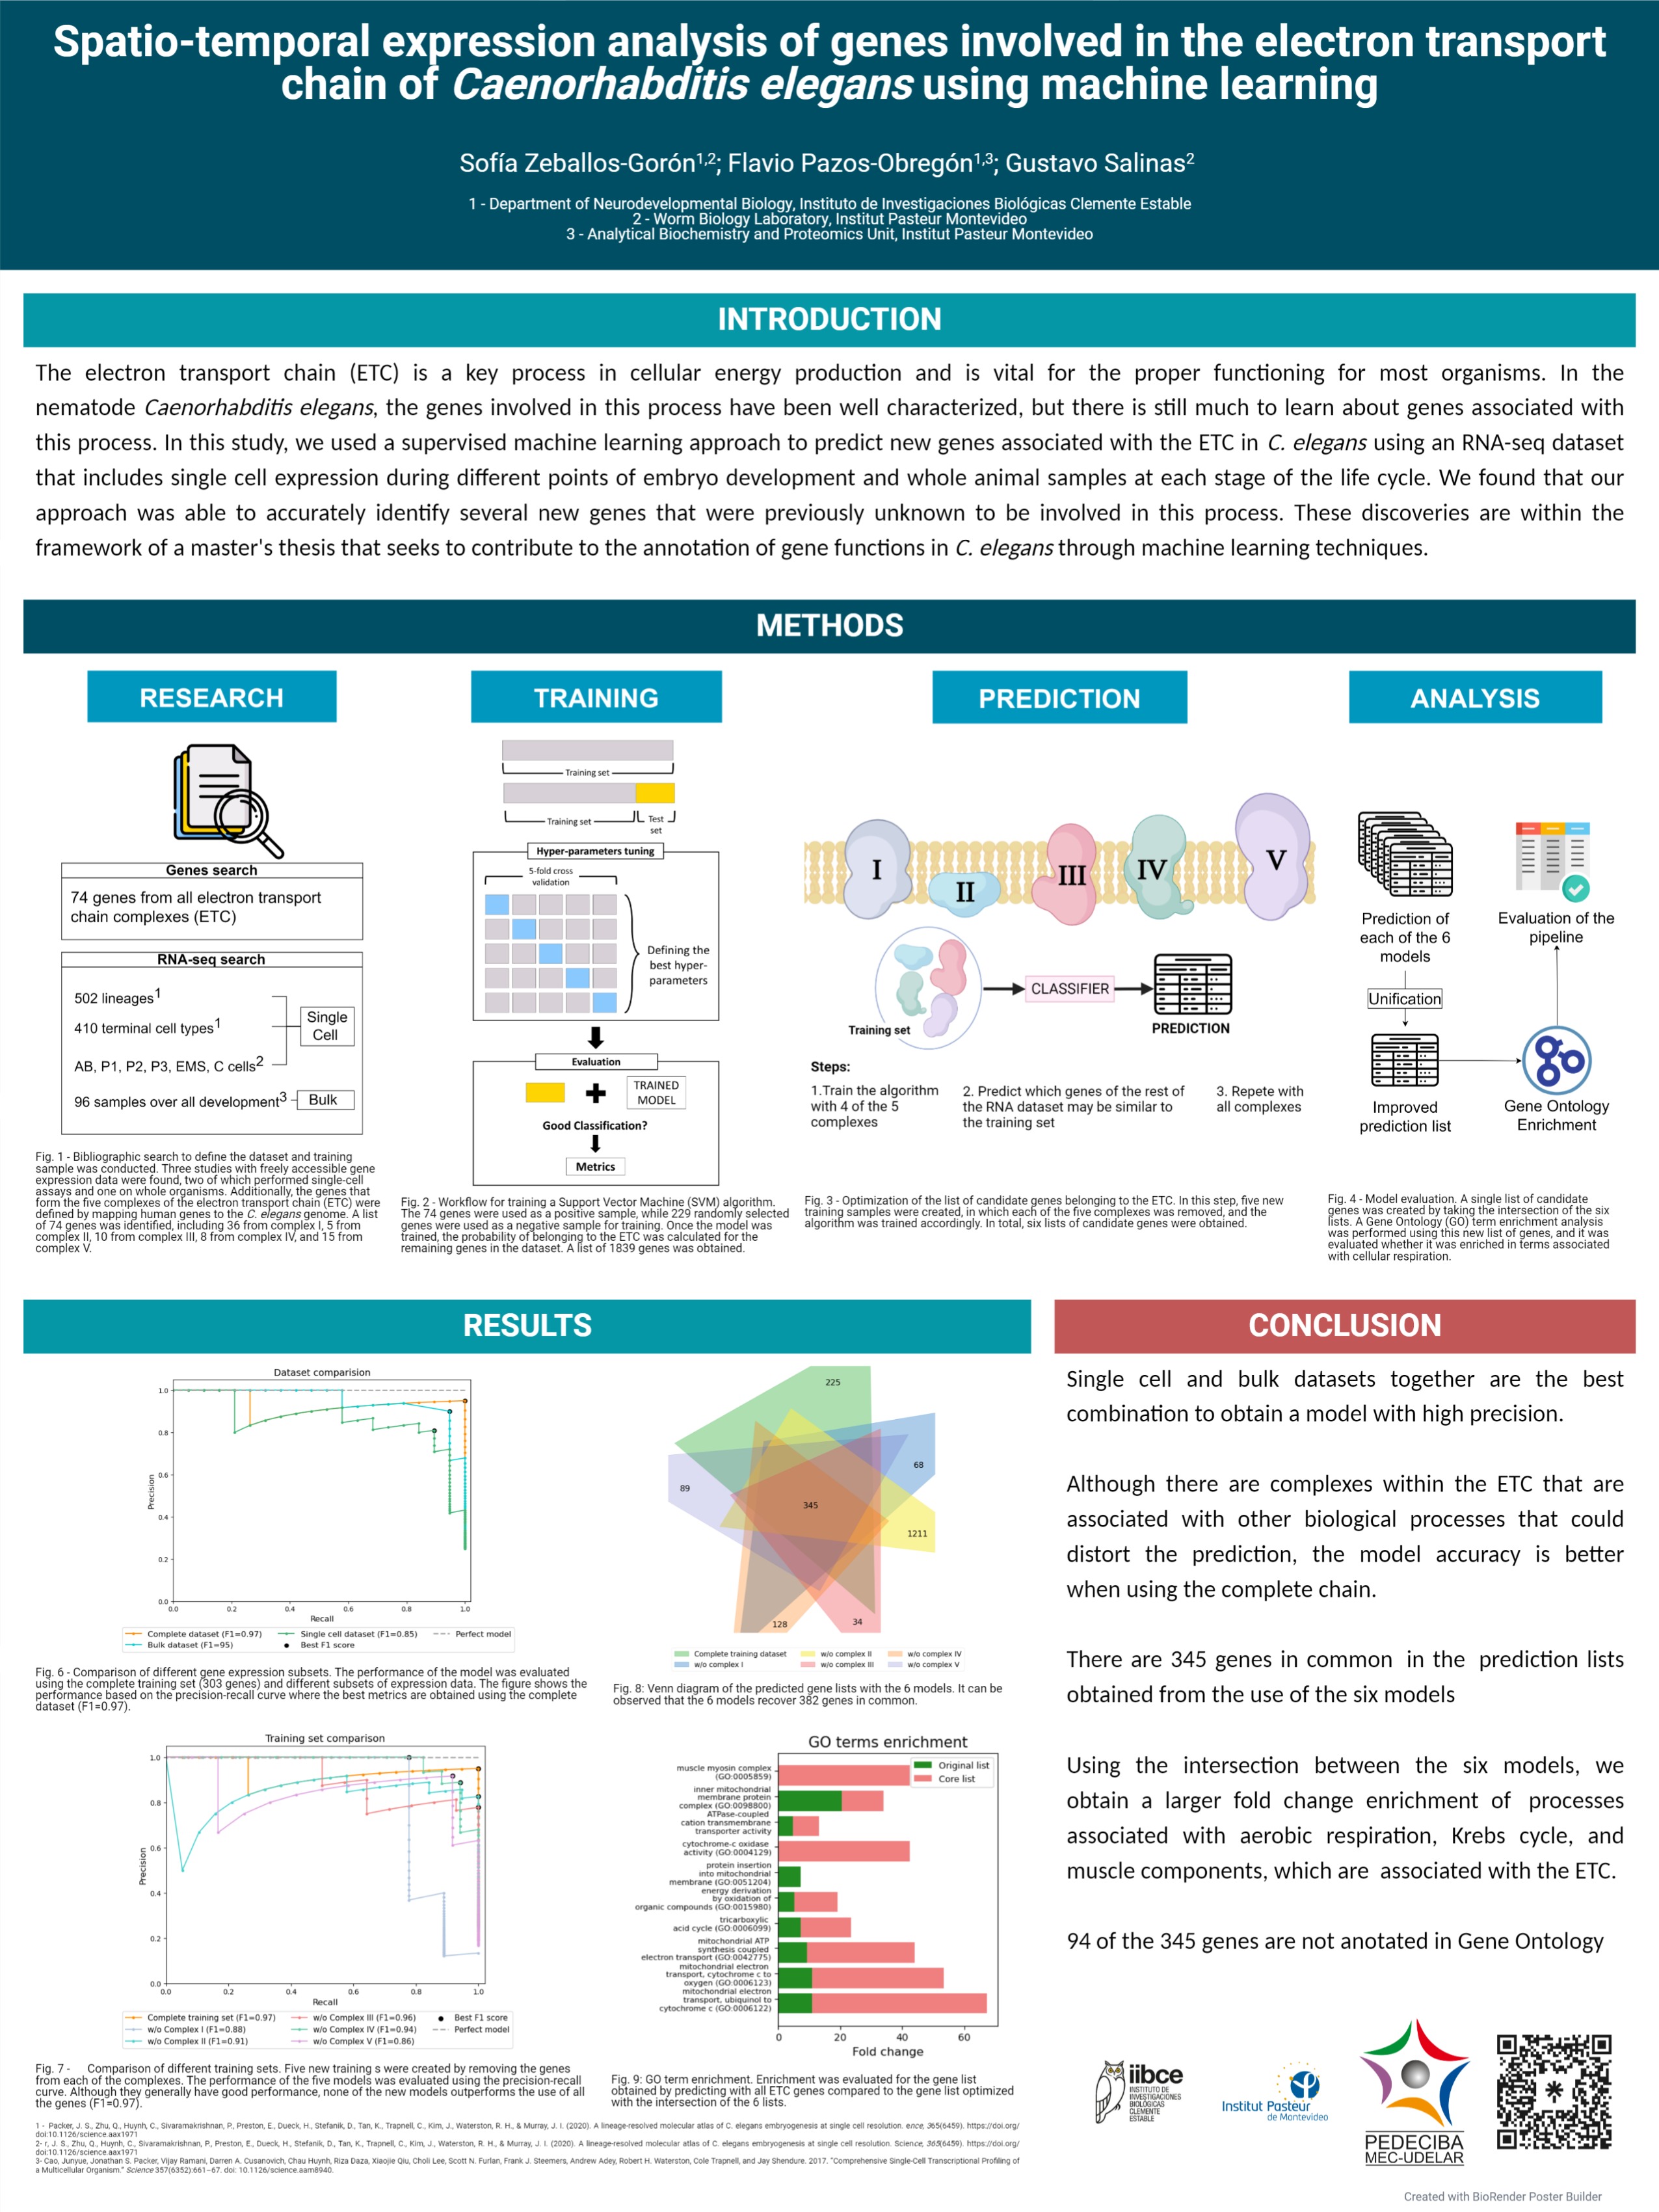 Spatio-temporal expression analysis of genes involved in the electron transport
chain of Caenorhabditis elegans using machine learning
Sofía Zeballos-Gorón1,2; Flavio Pazos-Obregón1,3; Gustavo Salinas2
1 - Department of Neurodevelopmental Biology, Instituto de Investigaciones Biológicas Clemente Estable
2 - Worm Biology Laboratory, Institut Pasteur Montevideo
3 - Analytical Biochemistry and Proteomics Unit, Institut Pasteur Montevideo
INTRODUCTION
The electron transport chain (ETC) is a key process in cellular energy production and is vital for the proper functioning for most organisms. In the
nematode Caenorhabditis elegans, the genes involved in this process have been well characterized, but there is still much to learn about genes associated with
this process. In this study, we used a supervised machine learning approach to predict new genes associated with the ETC in C. elegans using an RNA-seq dataset
that includes single cell expression during different points of embryo development and whole animal samples at each stage of the life cycle. We found that our
approach was able to accurately identify several new genes that were previously unknown to be involved in this process. These discoveries are within the
framework of a master's thesis that seeks to contribute to the annotation of gene functions in C. elegans through machine learning techniques.
METHODS
RESEARCH
Genes search
74 genes from all electron transport
chain complexes (ETC)
RNA-seq search
502 lineages1
410 terminal cell types1
AB, P1, P2, P3, EMS, C cells2
Single
Cell
96 samples over all development3
Bulk
Fig. 1 - Bibliographic search to define the dataset and training
sample was conducted. Three studies with freely accessible gene
expression data were found, two of which performed single-cell
assays and one on whole organisms. Additionally, the genes that
form the five complexes of the electron transport chain (ETC) were
defined by mapping human genes to the C. elegans genome. A list
of 74 genes was identified, including 36 from complex I, 5 from
complex II, 10 from complex III, 8 from complex IV, and 15 from
complex V.
TRAINING
Training set
Training set
Test
set
Hyper-parameters tuning
5-fold cross
validation
Defining the
best hyper-
parameters
Evaluation
TRAINED
MODEL
Good Classification?
Metrics
Fig. 2 - Workflow for training a Support Vector Machine (SVM) algorithm.
The 74 genes were used as a positive sample, while 229 randomly selected
genes were used as a negative sample for training. Once the model was
trained, the probability of belonging to the ETC was calculated for the
remaining genes in the dataset. A list of 1839 genes was obtained.
PREDICTION
I
II
III
IV
V
Training set
CLASSIFIER
PREDICTION
Steps:
1.Train the algorithm
with 4 of the 5
complexes
2. Predict which genes of the rest of
the RNA dataset may be similar to
the training set
3. Repete with
all complexes
Fig. 3 - Optimization of the list of candidate genes belonging to the ETC. In this step, five new
training samples were created, in which each of the five complexes was removed, and the
algorithm was trained accordingly. In total, six lists of candidate genes were obtained.
ANALYSIS
Prediction of
each of the 6
models
Unification
Improved
prediction list
Evaluation of the
pipeline
Gene Ontology
Enrichment
Fig. 4 - Model evaluation. A single list of candidate
genes was created by taking the intersection of the six
lists. A Gene Ontology (GO) term enrichment analysis
was performed using this new list of genes, and it was
evaluated whether it was enriched in terms associated
with cellular respiration.
RESULTS
Dataset comparision
Precision
1.0
0.8
0.6
0.4
0.2
0.0
0.0 0.2 0.4 0.6 0.8 1.0
Recall
Complete dataset (F1=0.97)
Bulk dataset (F1=95)
Single cell dataset (F1=0.85)
Best F1 score
Perfect model
Fig. 6 - Comparison of different gene expression subsets. The performance of the model was evaluated
using the complete training set (303 genes) and different subsets of expression data. The figure shows the
performance based on the precision-recall curve where the best metrics are obtained using the complete
dataset (F1=0.97).
Training set comparison
Precision
1.0
0.8
0.6
0.4
0.2
0.0
0.0 0.2 0.4 0.6 0.8 1.0
Recall
Complete training set (F1=0.97)
w/o Complex I (F1=0.88)
w/o Complex II (F1=0.91)
w/o Complex III (F1=0.96)
w/o Complex IV (F1=0.94)
w/o Complex V (F1=0.86)
Best F1 score
Perfect model
Fig. 7 - Comparison of different training sets. Five new training s were created by removing the genes
from each of the complexes. The performance of the five models was evaluated using the precision-recall
curve. Although they generally have good performance, none of the new models outperforms the use of all
the genes (F1=0.97).
225
68
89
345
1211
128
34
Complete training dataset
w/o complex I
w/o complex II
w/o complex III
w/o complex IV
w/o complex V
Fig. 8: Venn diagram of the predicted gene lists with the 6 models. It can be
observed that the 6 models recover 382 genes in common.
GO terms enrichment
Original list
Core list
muscle myosin complex
(GO:0005859)
inner mitochondrial
membrane protein
complex (GO:0098800)
ATPase-coupled
cation transmembrane
transporter activity
cytochrome-c oxidase
activity (GO:0004129)
protein insertion
into mitochondrial
membrane (GO:0051204)
energy derivation
by oxidation of
organic compounds (GO:0015980)
tricarboxylic
acid cycle (GO:0006099)
mitochondrial ATP
synthesis coupled
electron transport (GO:0042775)
mitochondrial electron
transport, cytochrome c to
oxygen (GO:0006123)
mitochondrial electron
transport, ubiquinol to
cytochrome c (GO:0006122)
0 20 40 60
Fold change
Fig. 9: GO term enrichment. Enrichment was evaluated for the gene list
obtained by predicting with all ETC genes compared to the gene list optimized
with the intersection of the 6 lists.
1 - Packer, J. S., Zhu, Q., Huynh, C., Sivaramakrishnan, P., Preston, E., Dueck, H., Stefanik, D., Tan, K., Trapnell, C., Kim, J., Waterston, R. H., & Murray, J. I. (2020). A lineage-resolved molecular atlas of C. elegans embryogenesis at single cell resolution. ence, 365(6459). https://doi.org/
doi:10.1126/science.aax1971
2- r, J. S., Zhu, Q., Huynh, C., Sivaramakrishnan, P., Preston, E., Dueck, H., Stefanik, D., Tan, K., Trapnell, C., Kim, J., Waterston, R. H., & Murray, J. I. (2020). A lineage-resolved molecular atlas of C. elegans embryogenesis at single cell resolution. Science, 365(6459). https://doi.org/
doi:10.1126/science.aax1971
3- Cao, Junyue, Jonathan S. Packer, Vijay Ramani, Darren A. Cusanovich, Chau Huynh, Riza Daza, Xiaojie Qiu, Choli Lee, Scott N. Furlan, Frank J. Steemers, Andrew Adey, Robert H. Waterston, Cole Trapnell, and Jay Shendure. 2017. "Comprehensive Single-Cell Transcriptional Profiling of
a Multicellular Organism." Science 357(6352):661–67. doi: 10.1126/science.aam8940.
CONCLUSION
Single cell and bulk datasets together are the best
combination to obtain a model with high precision.
Although there are complexes within the ETC that are
associated with other biological processes that could
distort the prediction, the model accuracy is better
when using the complete chain.
There are 345 genes in common in the prediction lists
obtained from the use of the six models
Using the intersection between the six models, we
obtain a larger fold change enrichment of processes
associated with aerobic respiration, Krebs cycle, and
muscle components, which are associated with the ETC.
94 of the 345 genes are not anotated in Gene Ontology
iibce
INSTITUTO DE
INVESTIGACIONES
BIOLÓGICAS
CLEMENTE
ESTABLE
Institut Pasteur
de Montevideo
PEDECIBA
MEC-UDELAR
Created with BioRender Poster Builder